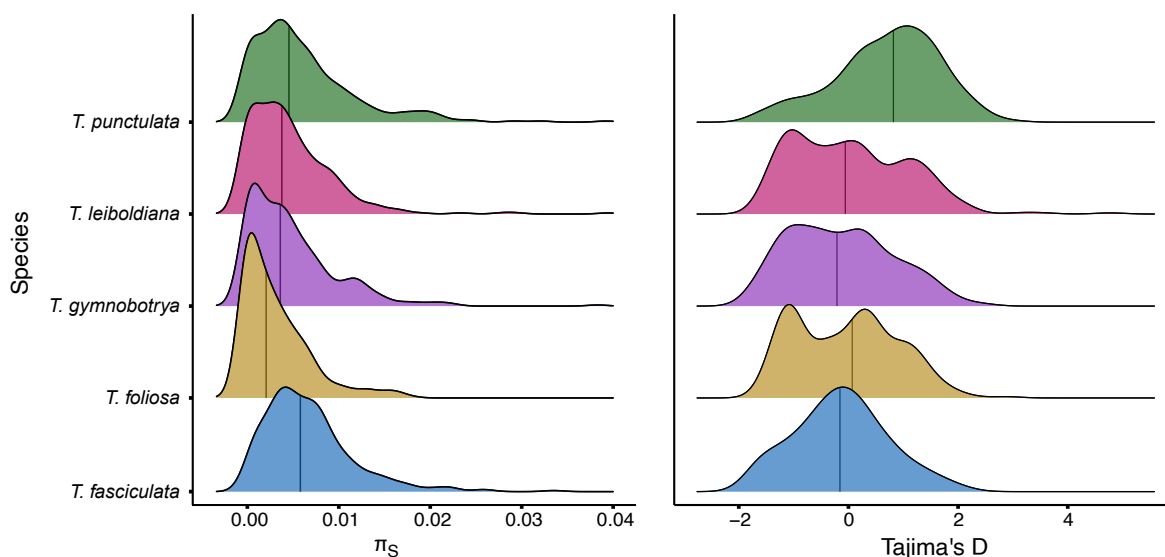 Species
T. punctulata
T. leiboldiana
T. gymnobotrya
T. foliosa
T. fasciculata
0.00 0.01 0.02 0.03 0.04
πS
−2 0 2 4
Tajima's D